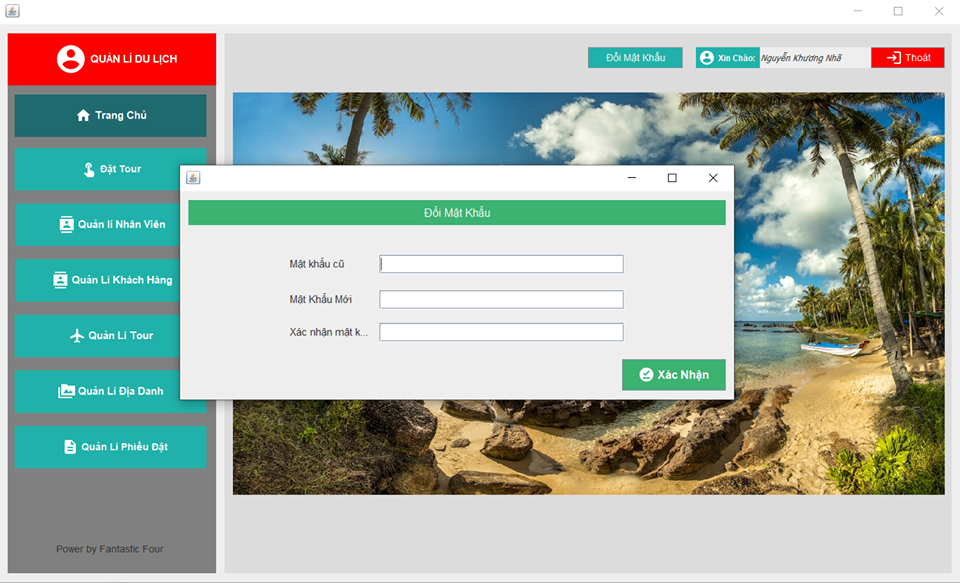 QUẢN LÍ DU LỊCH
Đổi Mật Khẩu
Xin Chào:
Nguyễn Khương Nhã
Thoát
Trang Chủ
Đặt Tour
Quản lí Nhân Viên
Quản Lí Khách Hàng
Quản Lí Tour
Quản Lí Địa Danh
Quản Lí Phiếu Đặt
Power by Fantastic Four
Đổi Mật Khẩu
Mật khẩu cũ
Mật Khẩu Mới
Xác nhận mật k...
Xác Nhận